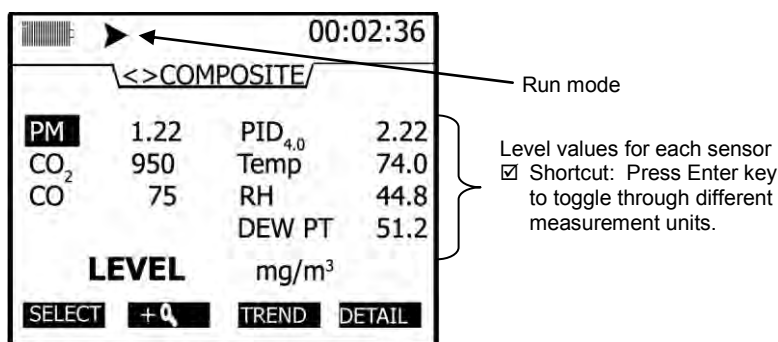 00:02:36
<>COMPOSITE
Run mode
PM 1.22 PID4.0 2.22
CO2 950 Temp 74.0
CO 75 RH 44.8
DEW PT 51.2
LEVEL mg/m³
SELECT + TREND DETAIL
Level values for each sensor
☑ Shortcut: Press Enter key
to toggle through different
measurement units.